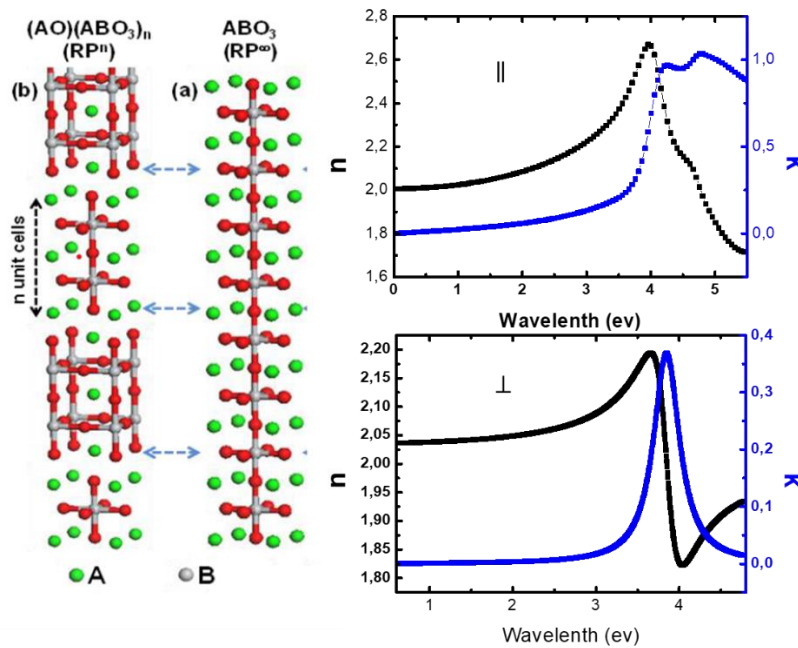 (AO)(ABO₃)ₙ
(RPⁿ)
ABO₃
(RP∞)
(b)
(a)
n unit cells
A
B
2,8
2,6
2,4
2,2
2,0
1,8
1,6
n
||
1,0
0,5
0,0
K
0
1
2
3
4
5
Wavelenth (ev)
2,20
2,15
2,10
2,05
2,00
1,95
1,90
1,85
1,80
n
⊥
0,4
0,3
0,2
0,1
0,0
K
1
2
3
4
Wavelenth (ev)